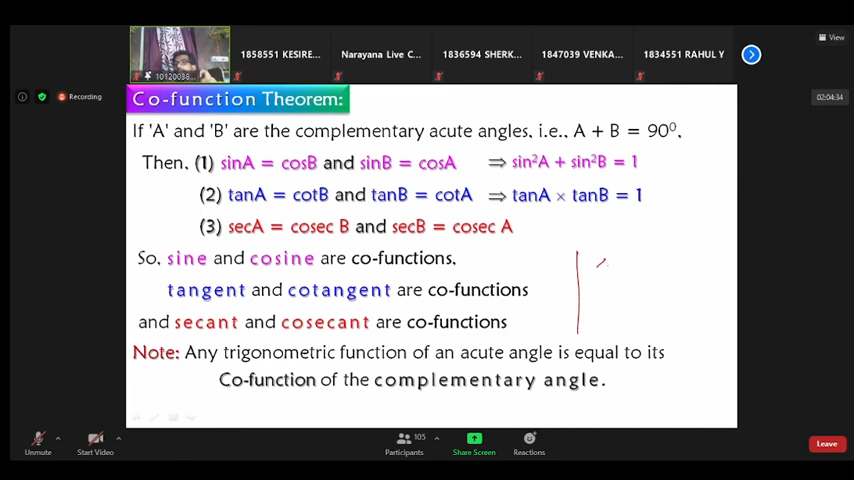 View
1858551 KESIRE...
Narayana Live C...
1836594 SHERK...
1847039 VENKA...
1834551 RAHUL Y
10120038...
Recording
02:04:34
Co-function Theorem:
If 'A' and 'B' are the complementary acute angles, i.e., A + B = 90⁰,
Then, (1) sinA = cosB and sinB = cosA ⇒ sin²A + sin²B = 1
(2) tanA = cotB and tanB = cotA ⇒ tanA × tanB = 1
(3) secA = cosec B and secB = cosec A
So, sine and cosine are co-functions,
tangent and cotangent are co-functions
and secant and cosecant are co-functions
Note: Any trigonometric function of an acute angle is equal to its
Co-function of the complementary angle.
Unmute
Start Video
105
Participants
Share Screen
Reactions
Leave